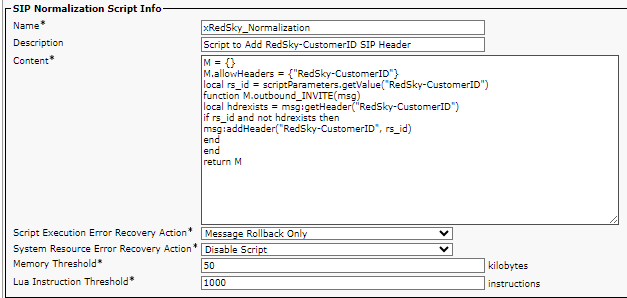 SIP Normalization Script Info
Name* xRedSky_Normalization
Description Script to Add RedSky-CustomerID SIP Header
Content* M = {}
M.allowHeaders = {"RedSky-CustomerID"}
local rs_id = scriptParameters.getValue("RedSky-CustomerID")
function M.outbound_INVITE(msg)
local hdrexists = msg:getHeader("RedSky-CustomerID")
if rs_id and not hdrexists then
msg:addHeader("RedSky-CustomerID", rs_id)
end
end
return M
Script Execution Error Recovery Action* Message Rollback Only
System Resource Error Recovery Action* Disable Script
Memory Threshold* 50 kilobytes
Lua Instruction Threshold* 1000 instructions